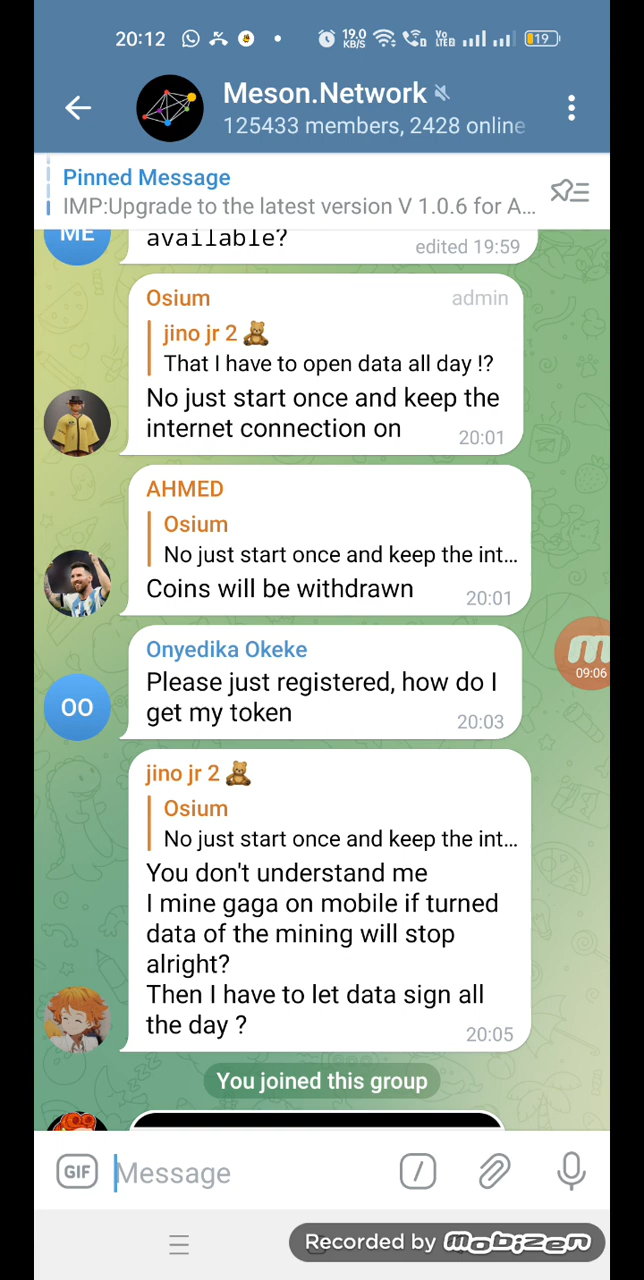 20:12
19.0
KB/S
Vo
LTE 2
19
Meson.Network
125433 members, 2428 online
Pinned Message
IMP:Upgrade to the latest version V 1.0.6 for A...
ME
available?
edited 19:59
Osium
admin
jino jr 2 🧸
That I have to open data all day !?
No just start once and keep the
internet connection on
20:01
AHMED
Osium
No just start once and keep the int...
Coins will be withdrawn
20:01
09:06
Onyedika Okeke
Please just registered, how do I
get my token
OO
20:03
jino jr 2 🧸
Osium
No just start once and keep the int...
You don't understand me
I mine gaga on mobile if turned
data of the mining will stop
alright?
Then I have to let data sign all
the day ?
20:05
You joined this group
GIF
Message
Recorded by mobizen